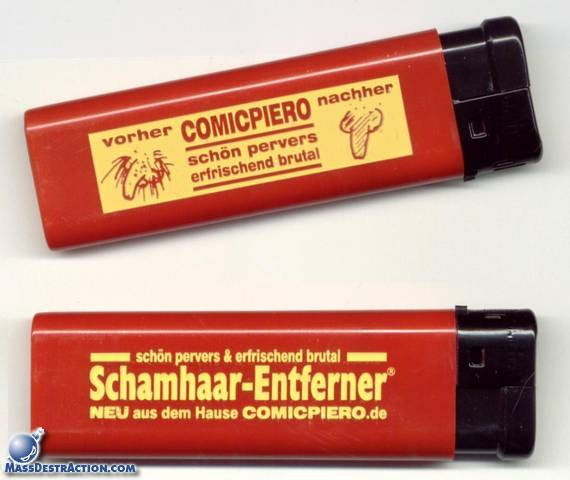 vorher COMICPIERO nachher
schön pervers
erfrischend brutal
schön pervers & erfrischend brutal
Schamhaar-Entferner®
NEU aus dem Hause COMICPIERO.de
MASSDESTRACTION.COM